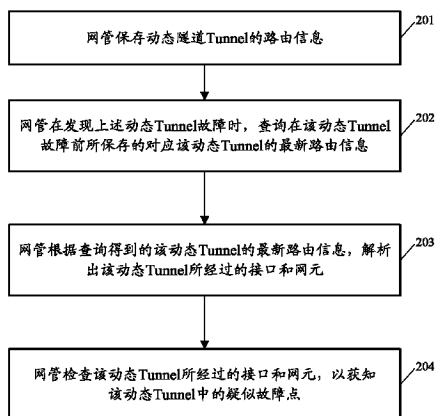 网管保存动态隧道Tunnel的路由信息
201
网管在发现上述动态Tunnel故障时，查询在该动态Tunnel
故障前所保存的对应该动态Tunnel的最新路由信息
202
网管根据查询得到的该动态Tunnel的最新路由信息，解析
出该动态Tunnel所经过的接口和网元
203
网管检查该动态Tunnel所经过的接口和网元，以获知
该动态Tunnel中的疑似故障点
204